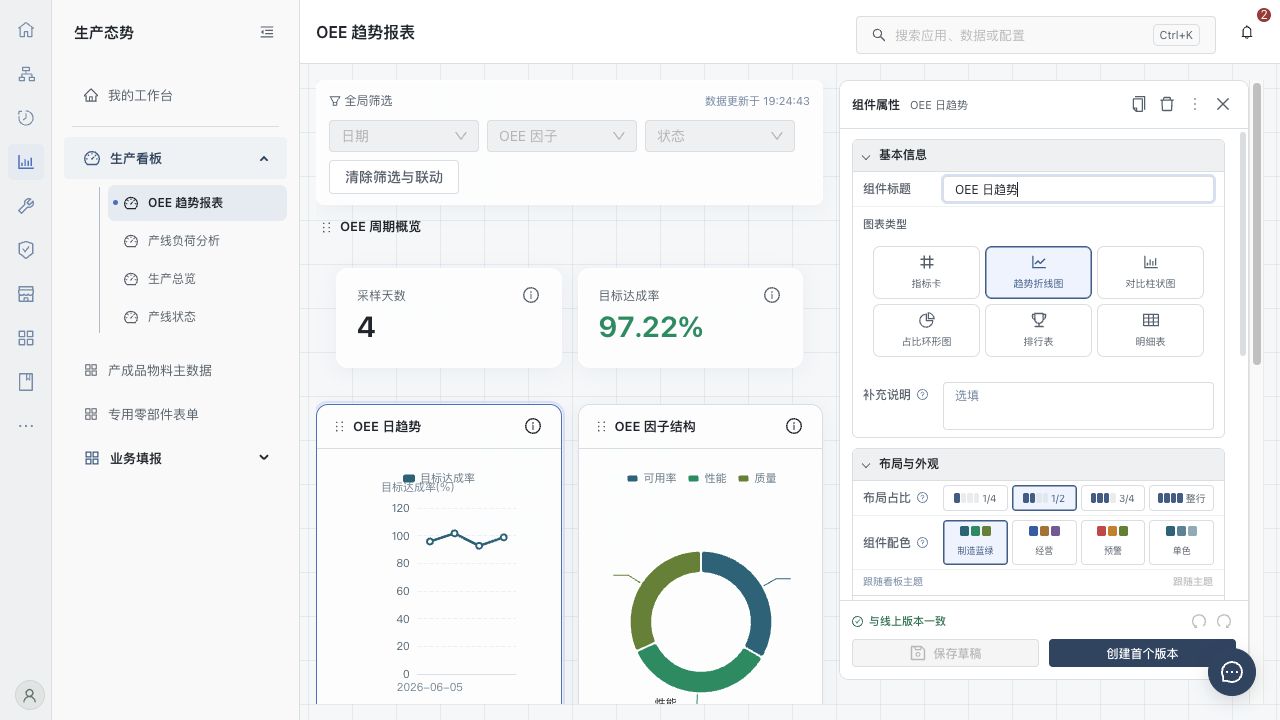 生产态势
我的工作台
生产看板
OEE 趋势报表
产线负荷分析
生产总览
产线状态
产成品物料主数据
专用零部件表单
业务填报
OEE 趋势报表
搜索应用、数据或配置
Ctrl+K
2
全局筛选
数据更新于 19:24:43
日期
OEE 因子
状态
清除筛选与联动
OEE 周期概览
采样天数
4
目标达成率
97.22%
OEE 日趋势
目标达成率
目标达成率(%)
120
100
80
60
40
20
0
2026-06-05
OEE 因子结构
可用率
性能
质量
性能
组件属性
OEE 日趋势
基本信息
组件标题
OEE 日趋势
图表类型
指标卡
趋势折线图
对比柱状图
占比环形图
排行表
明细表
补充说明
选填
布局与外观
布局占比
1/4
1/2
3/4
整行
组件配色
制造蓝绿
经营
预警
单色
跟随看板主题
跟随主题
与线上版本一致
保存草稿
创建首个版本